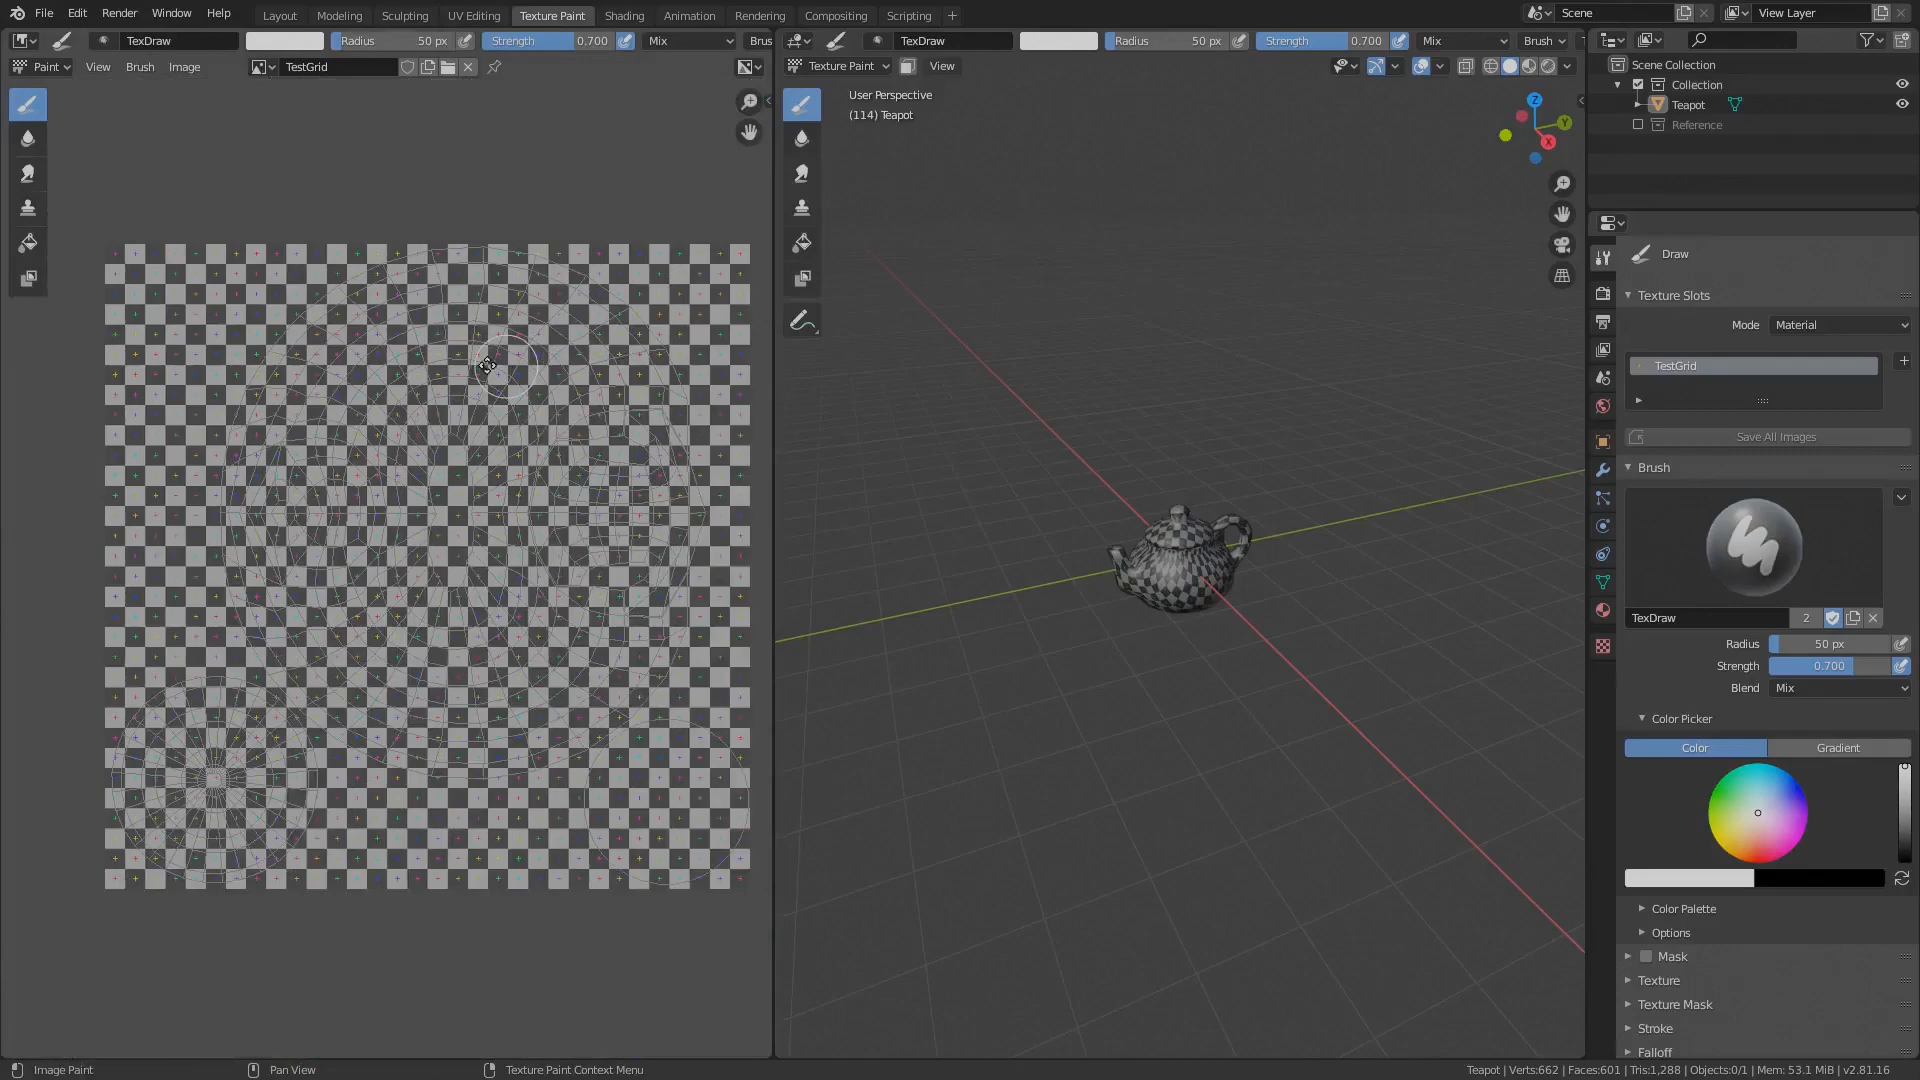 File Edit Render Window Help Layout Modeling Sculpting UV Editing Texture Paint Shading Animation Rendering Compositing Scripting + Scene View Layer
TexDraw Radius 50 px Strength 0.700 Mix Brus
TexDraw Radius 50 px Strength 0.700 Mix Brush
Paint View Brush Image TestGrid
Texture Paint View
User Perspective
(114) Teapot
Z
Y
X
Scene Collection
Collection
Teapot
Reference
Draw
Texture Slots
Mode Material
TestGrid
Save All Images
Brush
TexDraw 2
Radius 50 px
Strength 0.700
Blend Mix
Color Picker
Color Gradient
Color Palette
Options
Mask
Texture
Texture Mask
Stroke
Falloff
Image Paint Pan View Texture Paint Context Menu Teapot | Verts:662 | Faces:601 | Tris:1,288 | Objects:0/1 | Mem: 53.1 MiB | v2.81.16